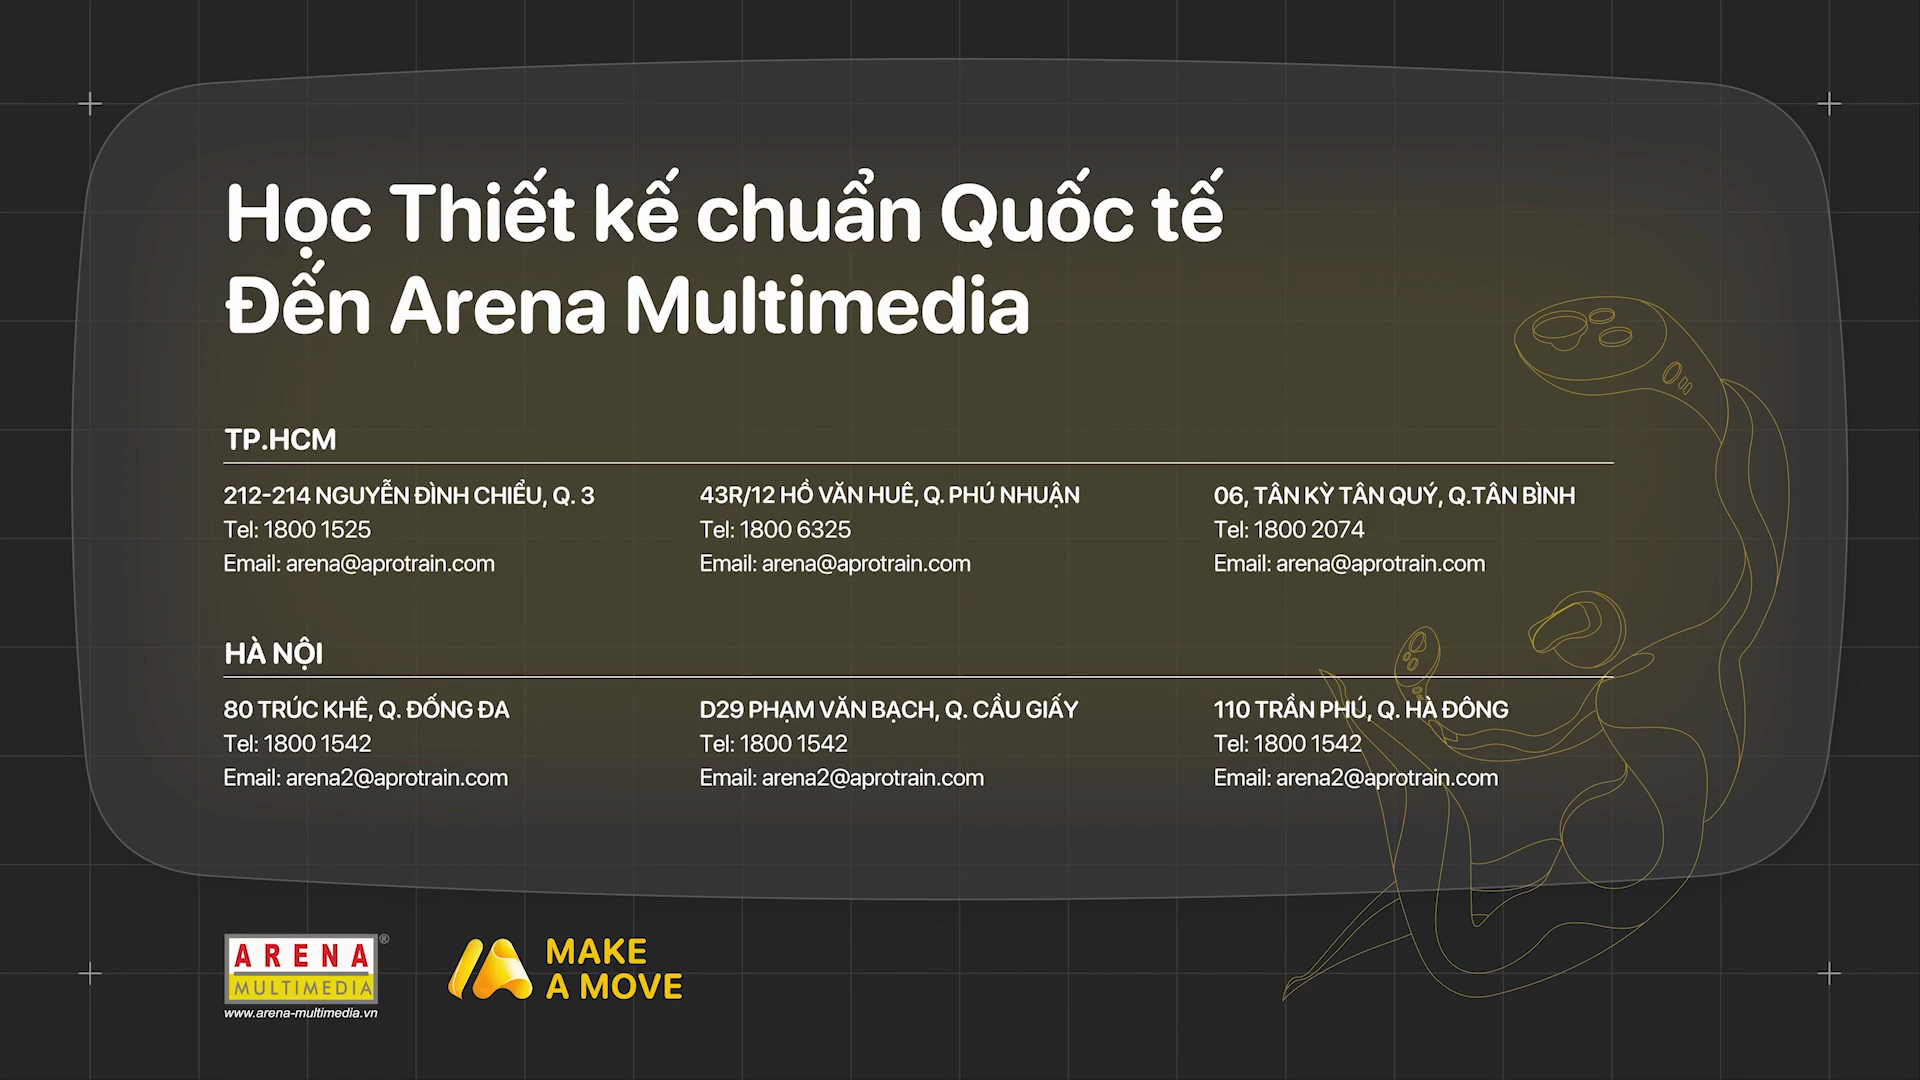 Học Thiết kế chuẩn Quốc tế
Đến Arena Multimedia
TP.HCM
212-214 NGUYỄN ĐÌNH CHIỂU, Q. 3
Tel: 1800 1525
Email: arena@aprotrain.com
43R/12 HỒ VĂN HUÊ, Q. PHÚ NHUẬN
Tel: 1800 6325
Email: arena@aprotrain.com
06, TÂN KỲ TÂN QUÝ, Q.TÂN BÌNH
Tel: 1800 2074
Email: arena@aprotrain.com
HÀ NỘI
80 TRÚC KHÊ, Q. ĐỐNG ĐA
Tel: 1800 1542
Email: arena2@aprotrain.com
D29 PHẠM VĂN BẠCH, Q. CẦU GIẤY
Tel: 1800 1542
Email: arena2@aprotrain.com
110 TRẦN PHÚ, Q. HÀ ĐÔNG
Tel: 1800 1542
Email: arena2@aprotrain.com
ARENA ®
MULTIMEDIA
www.arena-multimedia.vn
MAKE
A MOVE